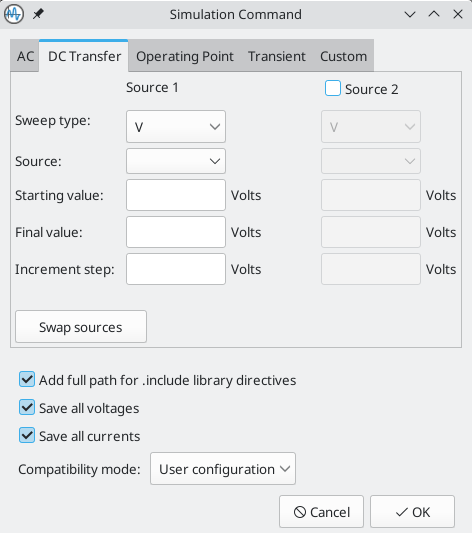 Simulation Command
AC DC Transfer Operating Point Transient Custom
Source 1 Source 2
Sweep type: V V
Source:
Starting value: Volts Volts
Final value: Volts Volts
Increment step: Volts Volts
Swap sources
Add full path for .include library directives
Save all voltages
Save all currents
Compatibility mode: User configuration
Cancel OK